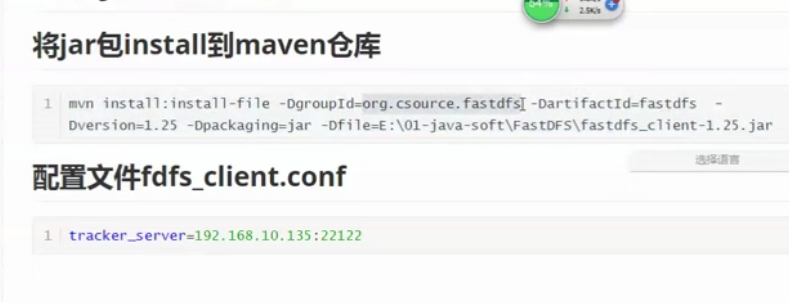 64%
2.5K/s
将jar包install到maven仓库
1 mvn install:install-file -DgroupId=org.csource.fastdfs -DartifactId=fastdfs -
Dversion=1.25 -Dpackaging=jar -Dfile=E:\01-java-soft\FastDFS\fastdfs_client-1.25.jar
选择语言
配置文件fdfs_client.conf
1 tracker_server=192.168.10.135:22122